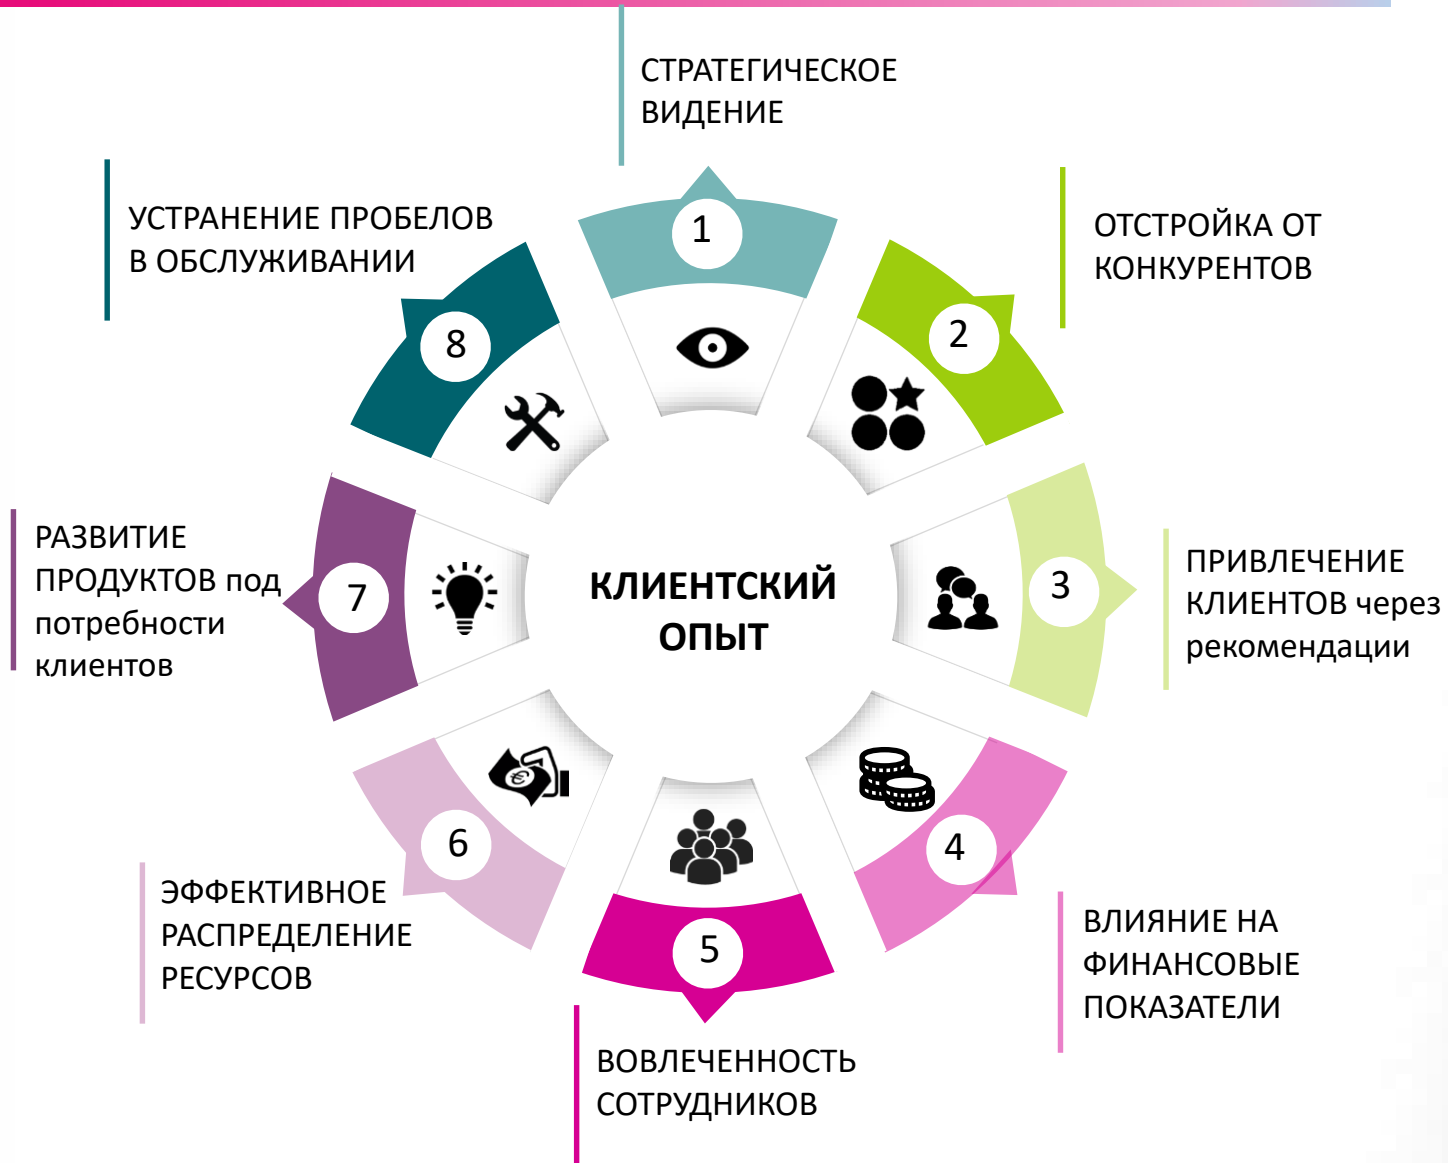 СТРАТЕГИЧЕСКОЕ
ВИДЕНИЕ
1
ОТСТРОЙКА ОТ
КОНКУРЕНТОВ
2
ПРИВЛЕЧЕНИЕ
КЛИЕНТОВ через
рекомендации
3
ВЛИЯНИЕ НА
ФИНАНСОВЫЕ
ПОКАЗАТЕЛИ
4
ВОВЛЕЧЕННОСТЬ
СОТРУДНИКОВ
5
ЭФФЕКТИВНОЕ
РАСПРЕДЕЛЕНИЕ
РЕСУРСОВ
6
€
РАЗВИТИЕ
ПРОДУКТОВ под
потребности
клиентов
7
УСТРАНЕНИЕ ПРОБЕЛОВ
В ОБСЛУЖИВАНИИ
8
КЛИЕНТСКИЙ
ОПЫТ